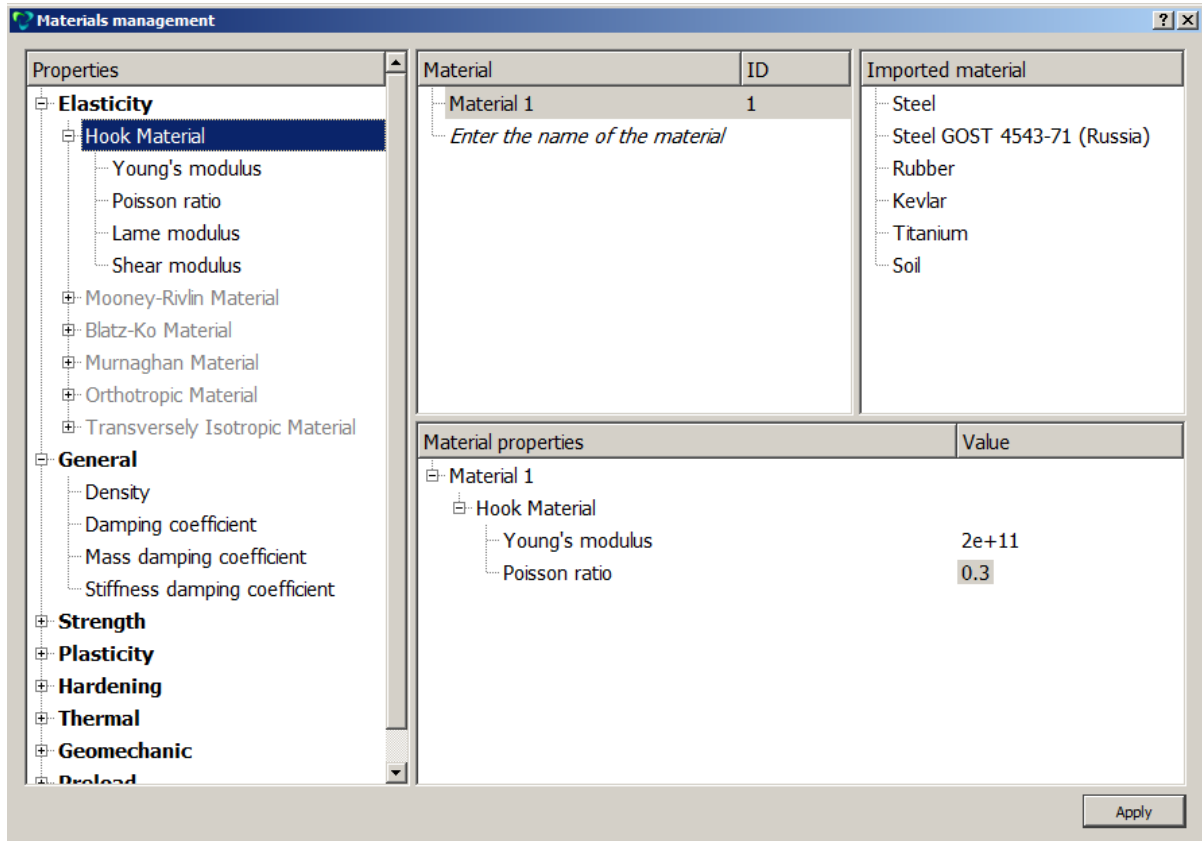 Materials management
Properties
Elasticity
Hook Material
Young's modulus
Poisson ratio
Lame modulus
Shear modulus
Mooney-Rivlin Material
Blatz-Ko Material
Murnaghan Material
Orthotropic Material
Transversely Isotropic Material
General
Density
Damping coefficient
Mass damping coefficient
Stiffness damping coefficient
Strength
Plasticity
Hardening
Thermal
Geomechanic
Preload
Material ID
Material 1 1
Enter the name of the material
Imported material
Steel
Steel GOST 4543-71 (Russia)
Rubber
Kevlar
Titanium
Soil
Material properties Value
Material 1
Hook Material
Young's modulus 2e+11
Poisson ratio 0.3
Apply